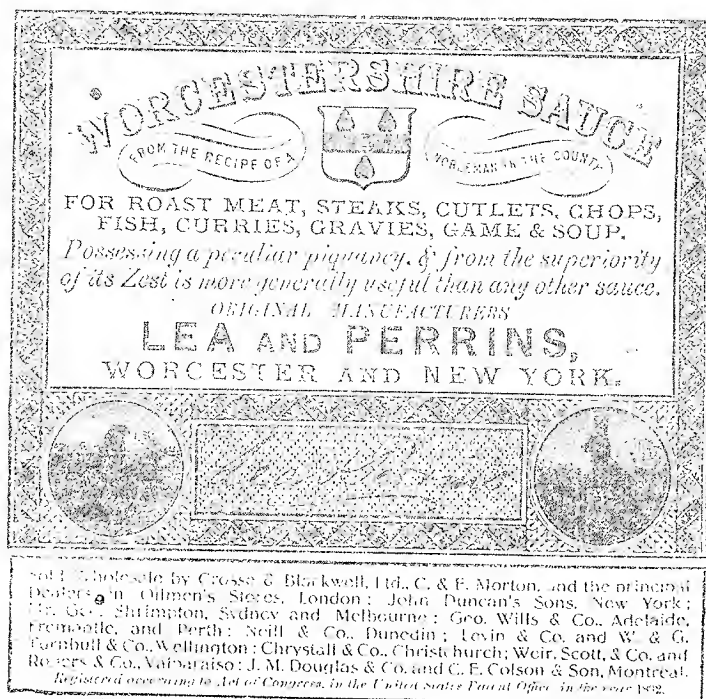 WORCESTERSHIRE SAUCE
FROM THE RECIPE OF A NOBLEMAN IN THE COUNTY
FOR ROAST MEAT, STEAKS, CUTLETS, CHOPS,
FISH, CURRIES, GRAVIES, GAME & SOUP.
Possessing a peculiar piquancy, & from the superiority
of its Zest is more generally useful than any other sauce.
ORIGINAL MANUFACTURERS
LEA AND PERRINS,
WORCESTER AND NEW YORK.
Sold Wholesale by Crosse & Blackwell, Ltd., C. & E. Morton, and the principal
Dealers in Oilmen's Stores, London; John Duncan's Sons, New York;
Geo. Shrimpton, Sydney and Melbourne; Geo. Wills & Co., Adelaide,
Fremantle, and Perth; Neill & Co., Dunedin; Levin & Co. and W. & G.
Turnbull & Co., Wellington; Chrystall & Co., Christchurch; Weir, Scott, & Co. and
Rogers & Co., Valparaiso; J. M. Douglas & Co. and C. E. Colson & Son, Montreal.
Registered according to Act of Congress, in the United States Patent Office, in the year